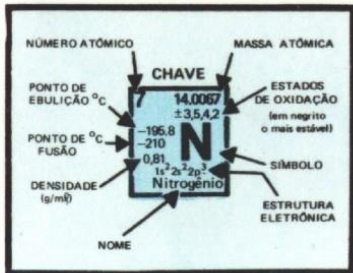 NÚMERO ATÔMICO
MASSA ATÔMICA
CHAVE
7
14.0067
±3,5,4,2
PONTO DE
EBULIÇÃO °C
ESTADOS
DE OXIDAÇÃO
(em negrito
o mais estável)
-195.8
-210
0,81
N
PONTO DE °C
FUSÃO
SÍMBOLO
DENSIDADE
(g/ml)
1s²2s²2p³
Nitrogênio
ESTRUTURA
ELETRÔNICA
NOME